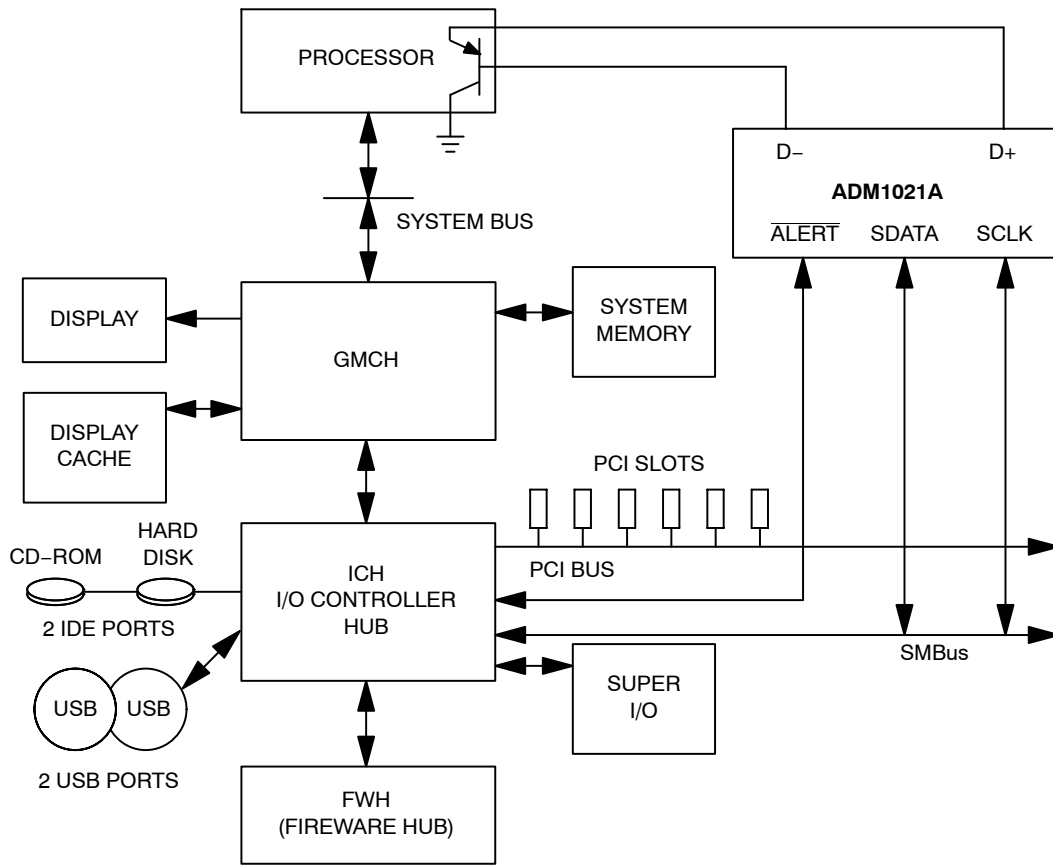 PROCESSOR
D−
D+
ADM1021A
ALERT
SDATA
SCLK
SYSTEM BUS
DISPLAY
GMCH
SYSTEM
MEMORY
DISPLAY
CACHE
PCI SLOTS
CD−ROM
HARD
DISK
2 IDE PORTS
ICH
I/O CONTROLLER
HUB
PCI BUS
SMBus
USB
USB
2 USB PORTS
SUPER
I/O
FWH
(FIREWARE HUB)